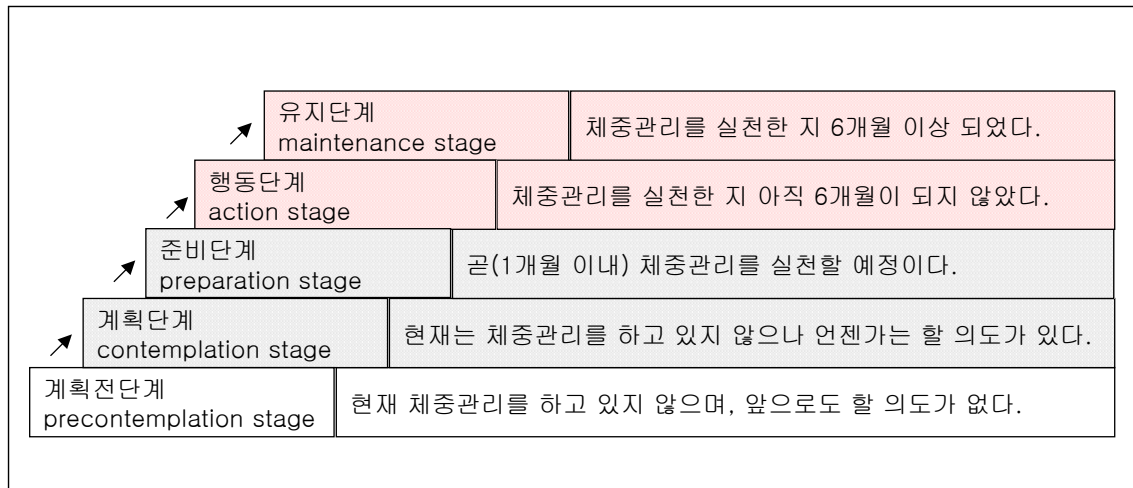 유지단계
maintenance stage
체중관리를 실천한 지 6개월 이상 되었다.
행동단계
action stage
체중관리를 실천한 지 아직 6개월이 되지 않았다.
준비단계
preparation stage
곧(1개월 이내) 체중관리를 실천할 예정이다.
계획단계
contemplation stage
현재는 체중관리를 하고 있지 않으나 언젠가는 할 의도가 있다.
계획전단계
precontemplation stage
현재 체중관리를 하고 있지 않으며, 앞으로도 할 의도가 없다.